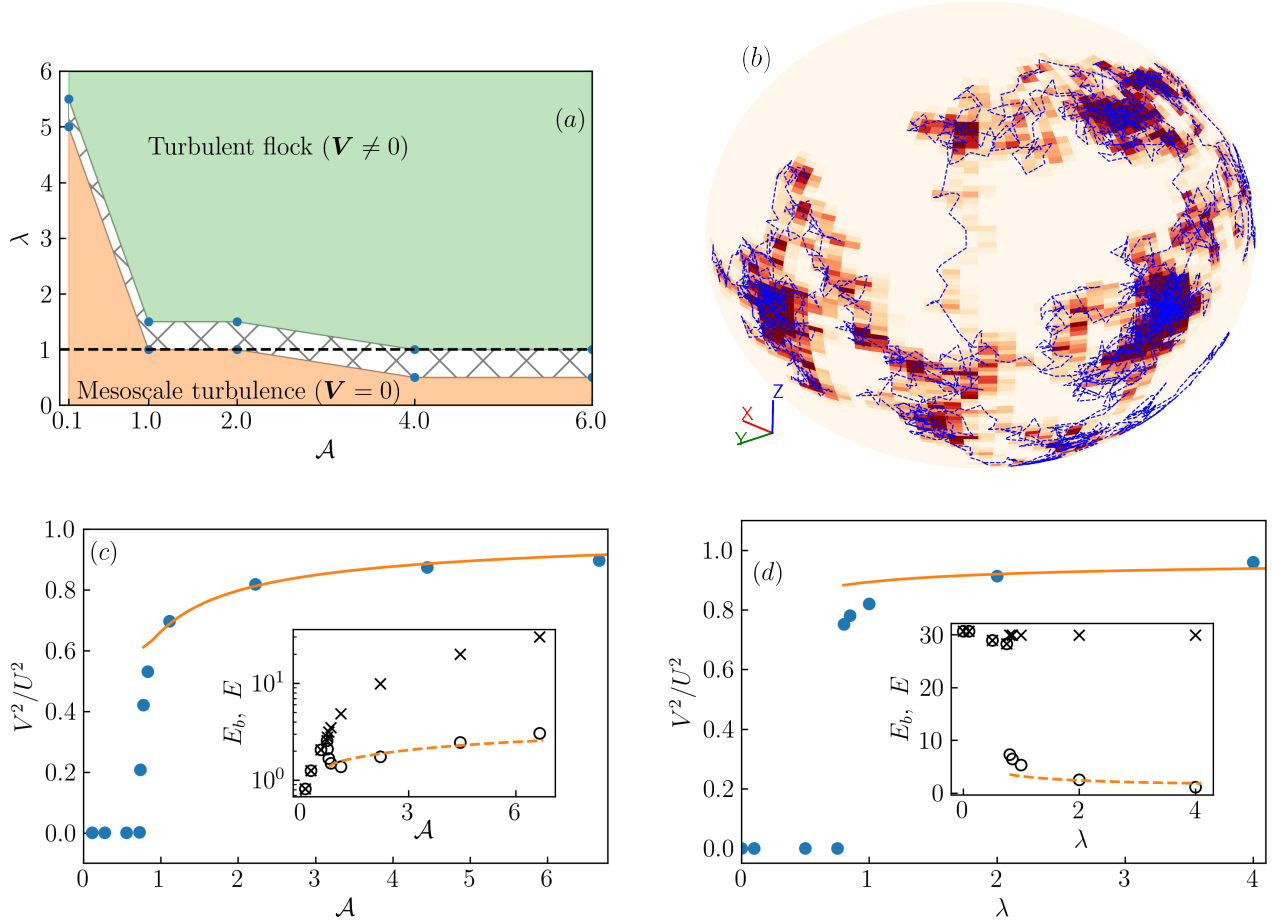 (a)
6
5
4
3
2
1
0
λ
Turbulent flock (V ≠ 0)
Mesoscale turbulence (V = 0)
0.1 1.0 2.0 4.0 6.0
𝒜
(b)
X
Y
Z
(c)
1.0
0.8
0.6
0.4
0.2
0.0
V²/U²
0 1 2 3 4 5 6
𝒜
E_b, E
10¹
10⁰
0 3 6
𝒜
(d)
1.0
0.8
0.6
0.4
0.2
0.0
V²/U²
0 1 2 3 4
λ
E_b, E
30
20
10
0
0 2 4
λ